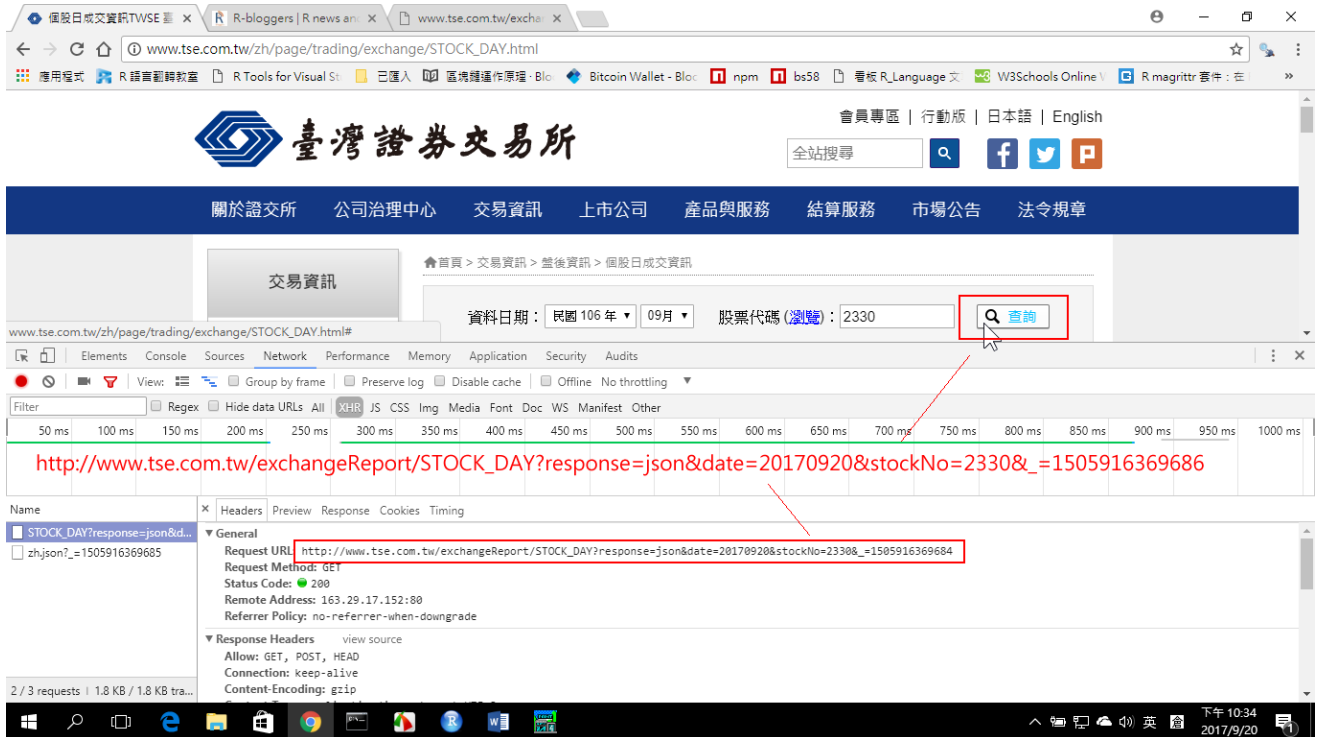 個股日成交資訊TWSE 臺
R-bloggers | R news an
www.tse.com.tw/excha
www.tse.com.tw/zh/page/trading/exchange/STOCK_DAY.html
應用程式 R 語言翻轉教室 R Tools for Visual St 已匯入 區塊鏈運作原理 · Blo Bitcoin Wallet - Bloc npm bs58 看板 R_Language 文 W3Schools Online R magrittr 套件：在 »
會員專區 | 行動版 | 日本語 | English
臺灣證券交易所
全站搜尋
關於證交所 公司治理中心 交易資訊 上市公司 產品與服務 結算服務 市場公告 法令規章
首頁 > 交易資訊 > 盤後資訊 > 個股日成交資訊
交易資訊
資料日期： 民國 106 年 09月 股票代碼 (瀏覽)： 2330 查詢
www.tse.com.tw/zh/page/trading/exchange/STOCK_DAY.html#
Elements Console Sources Network Performance Memory Application Security Audits
View: Group by frame Preserve log Disable cache Offline No throttling
Filter Regex Hide data URLs All XHR JS CSS Img Media Font Doc WS Manifest Other
50 ms 100 ms 150 ms 200 ms 250 ms 300 ms 350 ms 400 ms 450 ms 500 ms 550 ms 600 ms 650 ms 700 ms 750 ms 800 ms 850 ms 900 ms 950 ms 1000 ms
http://www.tse.com.tw/exchangeReport/STOCK_DAY?response=json&date=20170920&stockNo=2330&_=1505916369686
Name
Headers Preview Response Cookies Timing
STOCK_DAY?response=json&d...
zh.json?_=1505916369685
General
Request URL: http://www.tse.com.tw/exchangeReport/STOCK_DAY?response=json&date=20170920&stockNo=2330&_=1505916369684
Request Method: GET
Status Code: 200
Remote Address: 163.29.17.152:80
Referrer Policy: no-referrer-when-downgrade
Response Headers view source
Allow: GET, POST, HEAD
Connection: keep-alive
Content-Encoding: gzip
2 / 3 requests | 1.8 KB / 1.8 KB tra...
英
下午 10:34
2017/9/20